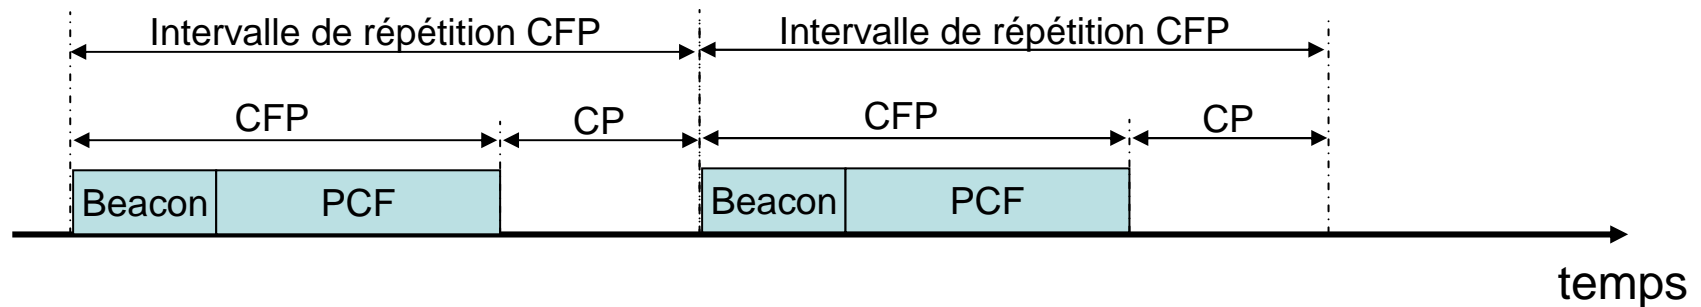 Intervalle de répétition CFP Intervalle de répétition CFP
CFP CP CFP CP
Beacon PCF Beacon PCF
temps